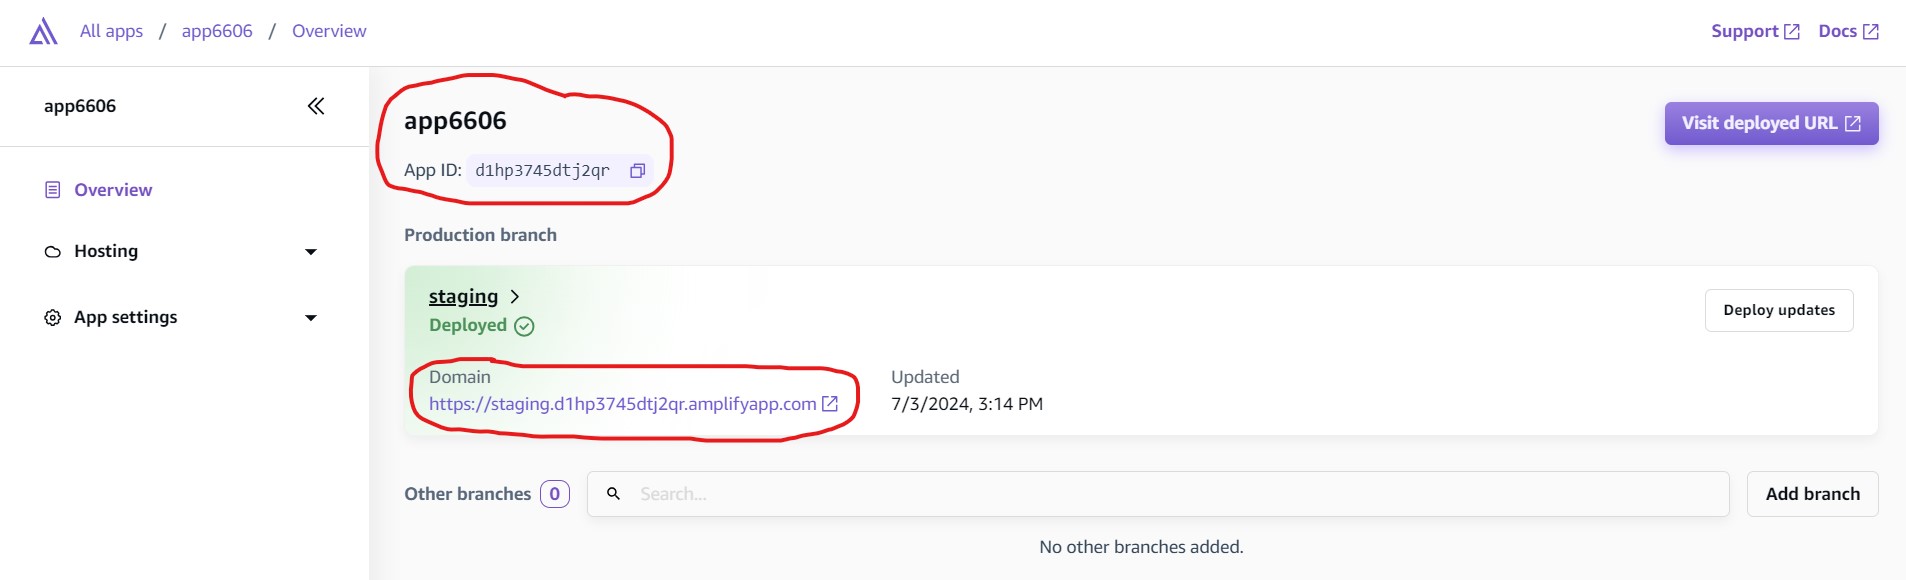 All apps / app6606 / Overview
Support
Docs
app6606
Overview
Hosting
App settings
app6606
App ID: d1hp3745dtj2qr
Visit deployed URL
Production branch
staging
Deployed
Deploy updates
Domain
https://staging.d1hp3745dtj2qr.amplifyapp.com
Updated
7/3/2024, 3:14 PM
Other branches 0
Search...
Add branch
No other branches added.